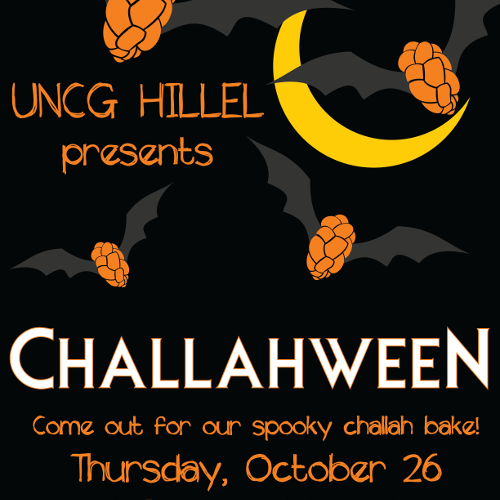 UNCG HILLEL
presents
CHALLAHWEEN
Come out for our spooky challah bake!
Thursday, October 26